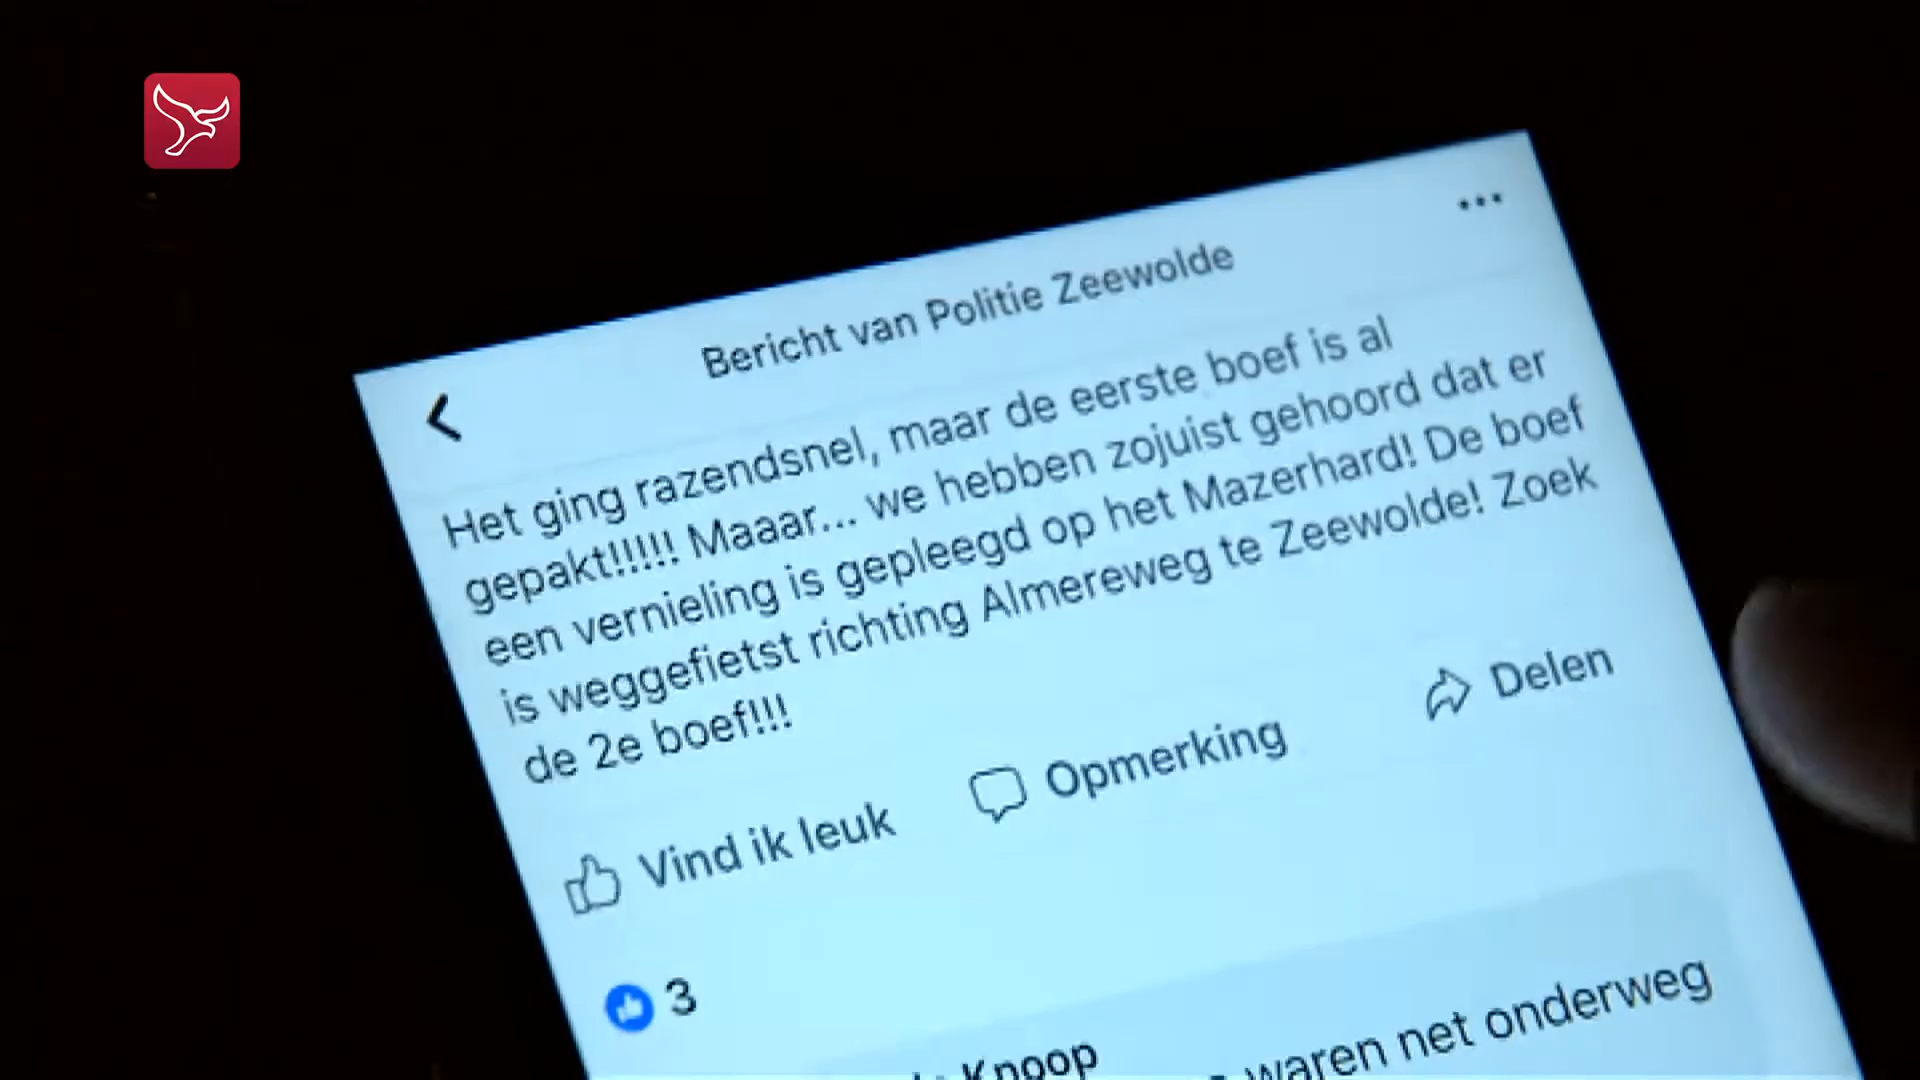 Bericht van Politie Zeewolde
Het ging razendsnel, maar de eerste boef is al
gepakt!!!!! Maaar... we hebben zojuist gehoord dat er
een vernieling is gepleegd op het Mazerhard! De boef
is weggefietst richting Almereweg te Zeewolde! Zoek
de 2e boef!!!
Vind ik leuk Opmerking Delen
3
Knoop
waren net onderweg